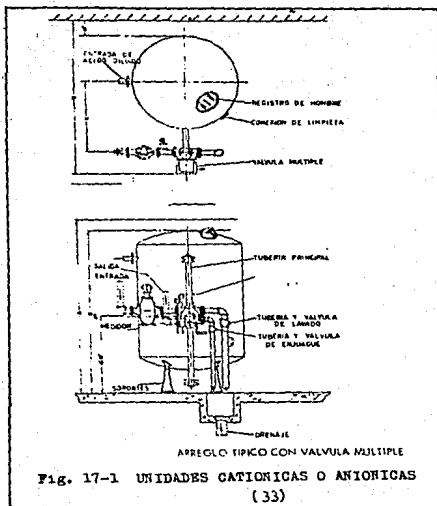 ENTRADA DE
ACIDO DILUIDO
REGISTRO DE HOMBRE
CONEXION DE LIMPIEZA
VALVULA MULTIPLE
TUBERIA PRINCIPAL
SALIDA
ENTRADA
MEDIDOR
TUBERIA Y VALVULA
DE LAVADO
TUBERIA Y VALVULA
DE ENJUAGUE
SOPORTES
DRENAJE
ARREGLO TIPICO CON VALVULA MULTIPLE
Fig. 17-1 UNIDADES CATIONICAS O ANIONICAS
(33)